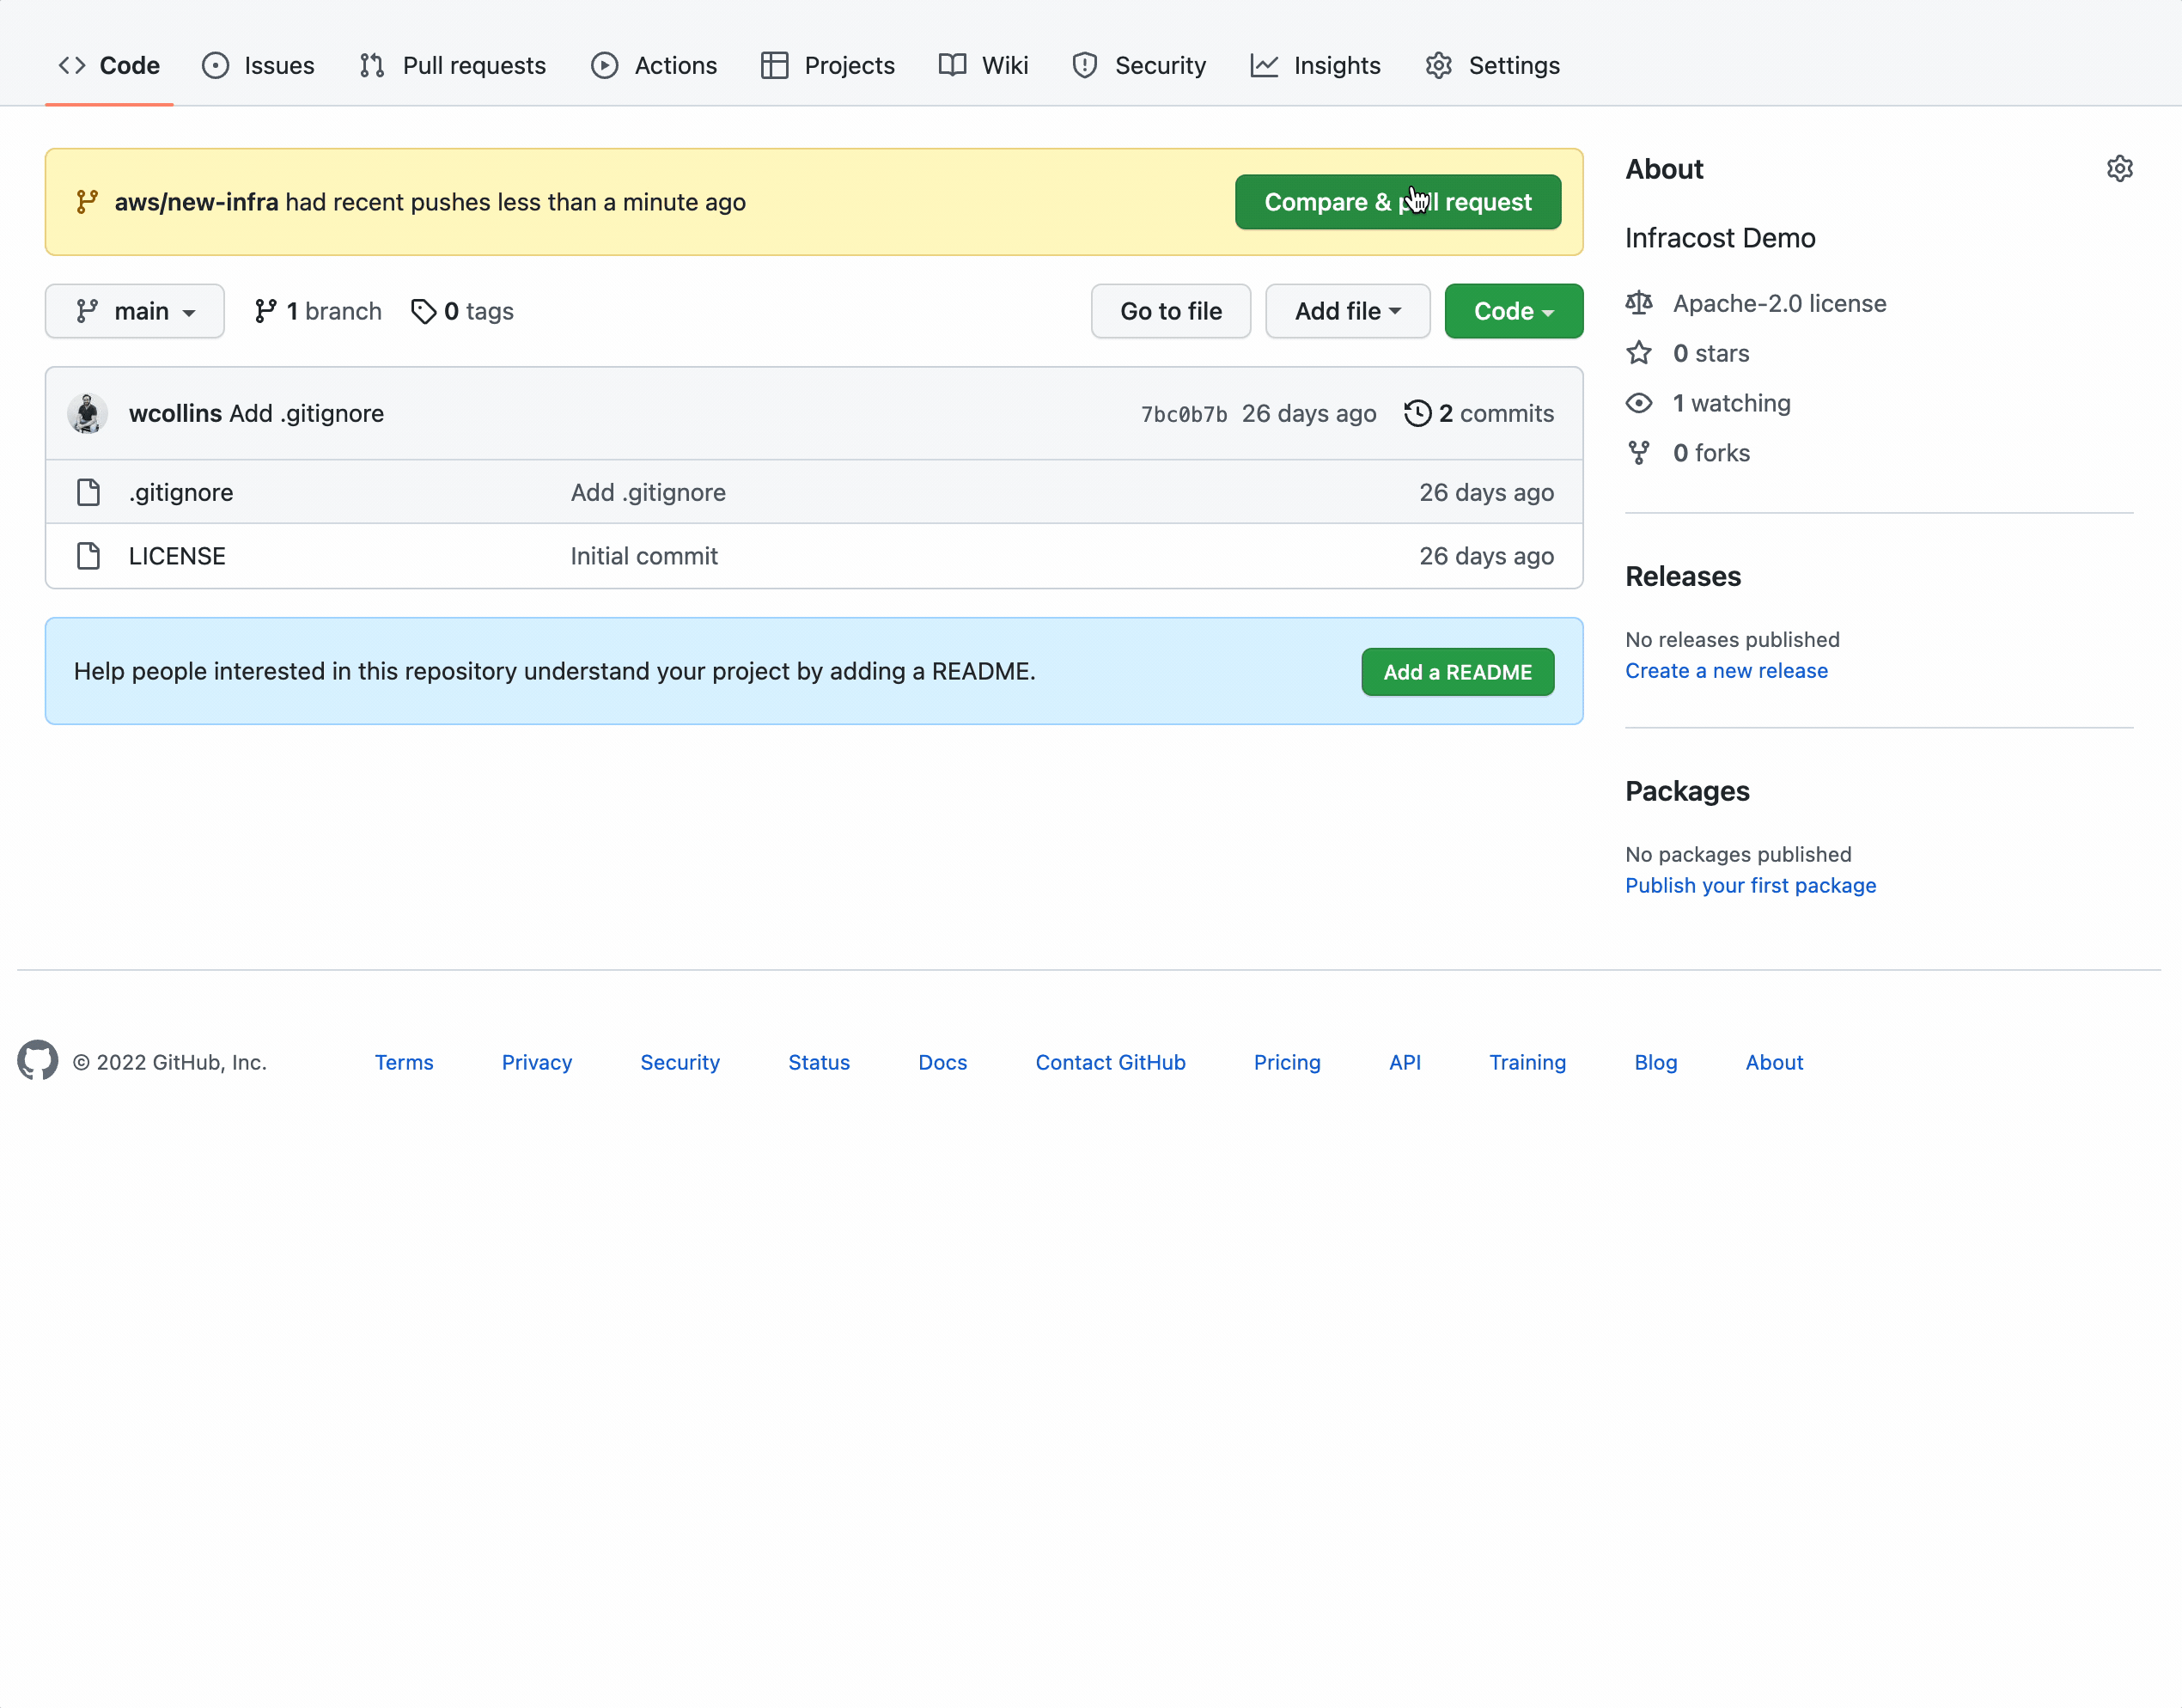 Code Issues Pull requests Actions Projects Wiki Security Insights Settings
aws/new-infra had recent pushes less than a minute ago Compare & pull request
main 1 branch 0 tags Go to file Add file Code
wcollins Add .gitignore 7bc0b7b 26 days ago 2 commits
.gitignore Add .gitignore 26 days ago
LICENSE Initial commit 26 days ago
Help people interested in this repository understand your project by adding a README. Add a README
About
Infracost Demo
Apache-2.0 license
0 stars
1 watching
0 forks
Releases
No releases published
Create a new release
Packages
No packages published
Publish your first package
© 2022 GitHub, Inc. Terms Privacy Security Status Docs Contact GitHub Pricing API Training Blog About